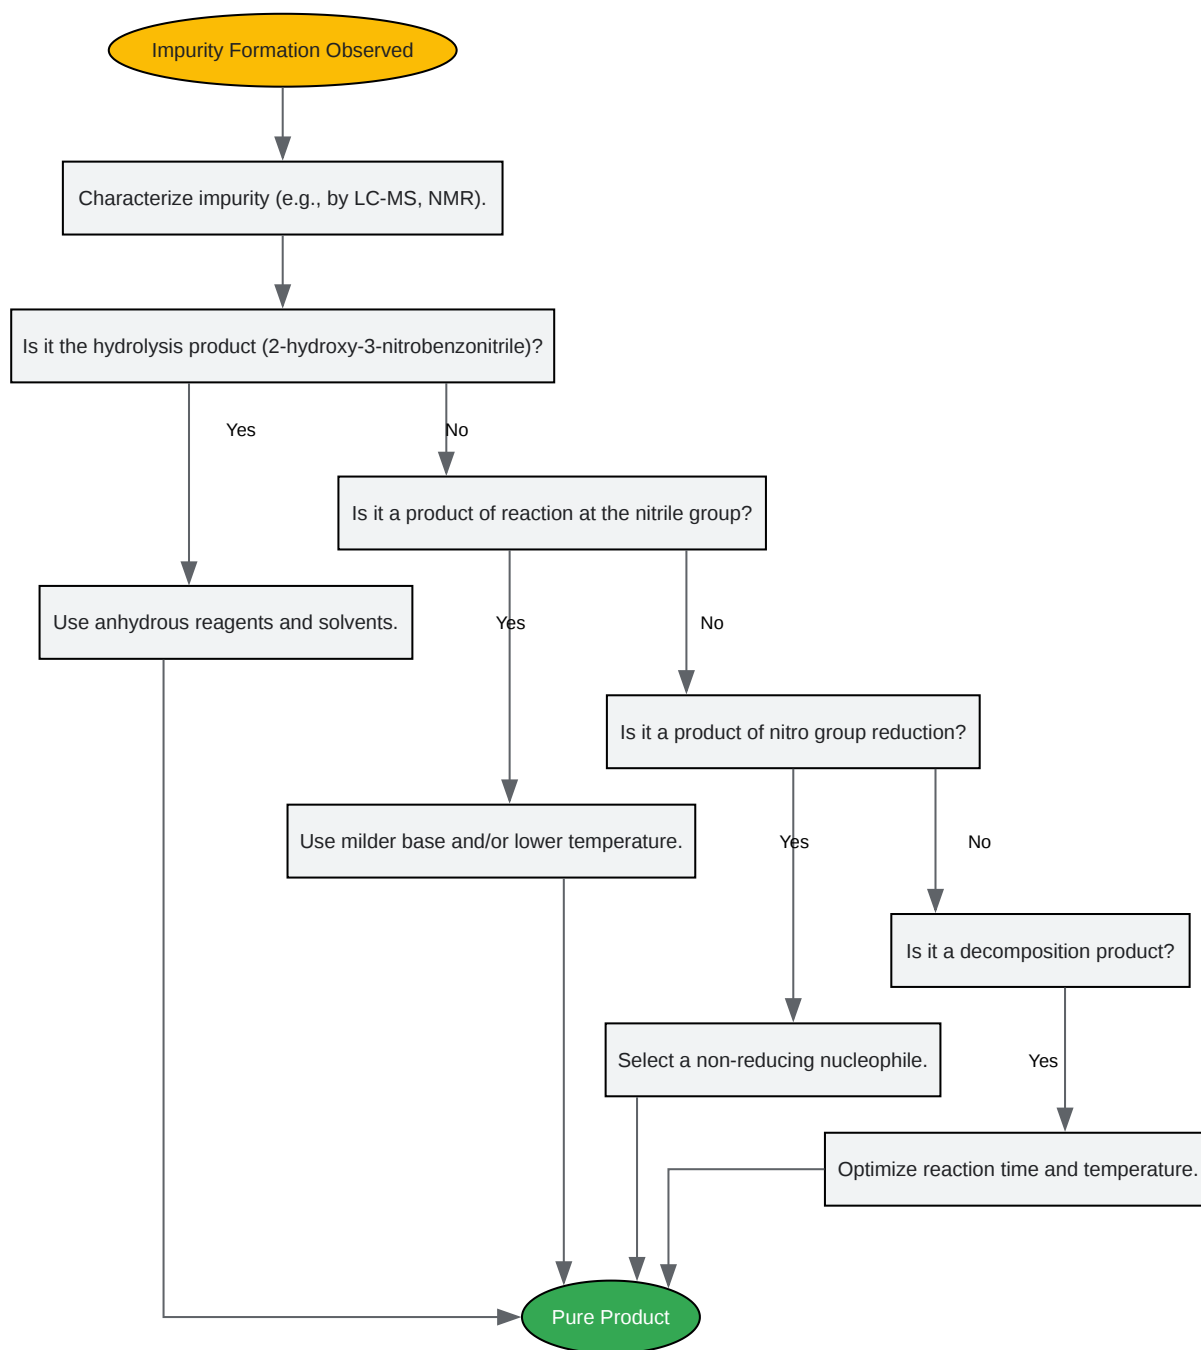 Impurity Formation Observed
Characterize impurity (e.g., by LC-MS, NMR).
Is it the hydrolysis product (2-hydroxy-3-nitrobenzonitrile)?
Yes
No
Is it a product of reaction at the nitrile group?
Use anhydrous reagents and solvents.
Yes
No
Is it a product of nitro group reduction?
Use milder base and/or lower temperature.
Yes
No
Is it a decomposition product?
Select a non-reducing nucleophile.
Yes
Optimize reaction time and temperature.
Pure Product